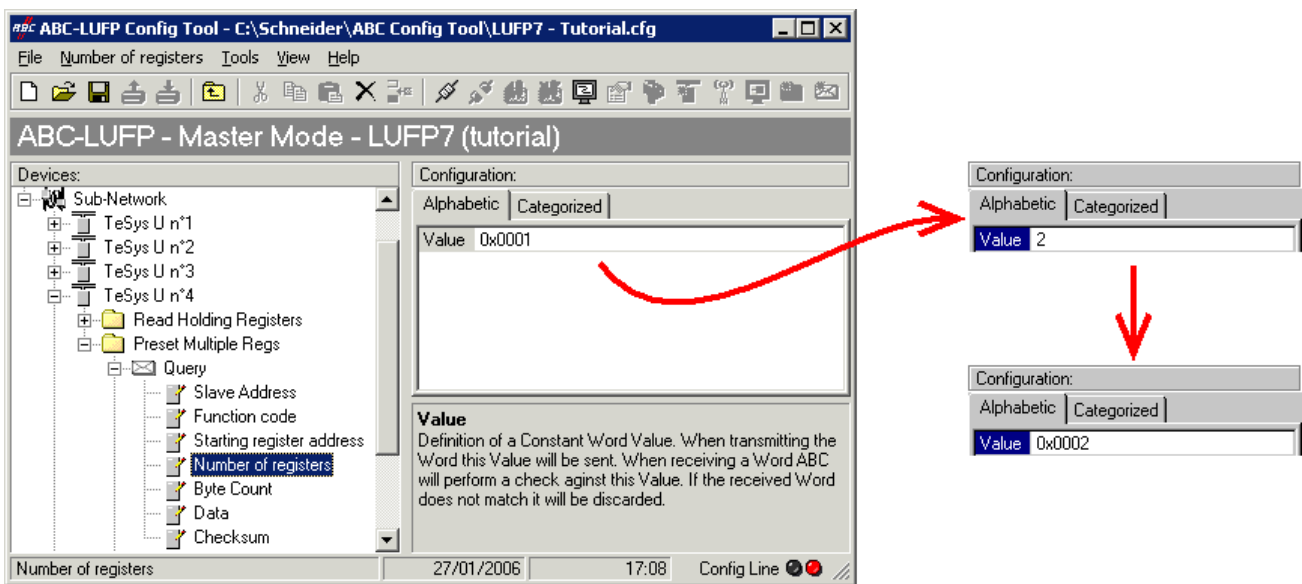 ABC-LUFP Config Tool - C:\Schneider\ABC Config Tool\LUFP7 - Tutorial.cfg
File Number of registers Tools View Help
ABC-LUFP - Master Mode - LUFP7 (tutorial)
Devices:
Sub-Network
TeSys U n°1
TeSys U n°2
TeSys U n°3
TeSys U n°4
Read Holding Registers
Preset Multiple Regs
Query
Slave Address
Function code
Starting register address
Number of registers
Byte Count
Data
Checksum
Configuration:
Alphabetic Categorized
Value 0x0001
Value
Definition of a Constant Word Value. When transmitting the
Word this Value will be sent. When receiving a Word ABC
will perform a check aginst this Value. If the received Word
does not match it will be discarded.
Number of registers 27/01/2006 17:08 Config Line
Configuration:
Alphabetic Categorized
Value 2
Configuration:
Alphabetic Categorized
Value 0x0002